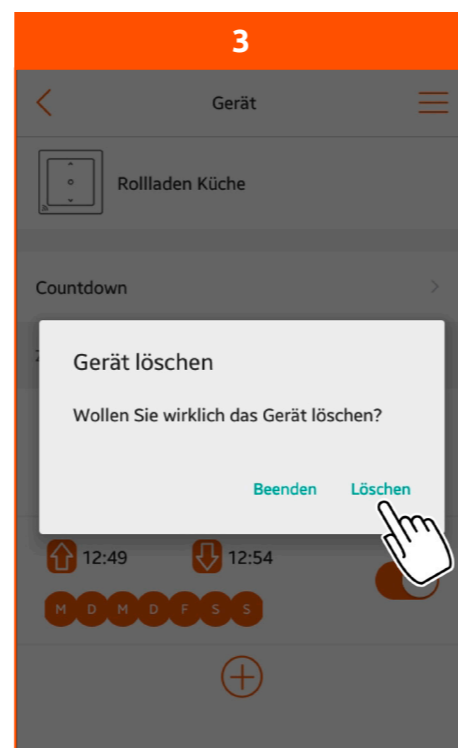 3
Gerät
Rollladen Küche
Countdown
Gerät löschen
Wollen Sie wirklich das Gerät löschen?
Beenden Löschen
12:49 12:54
M D M D F S S